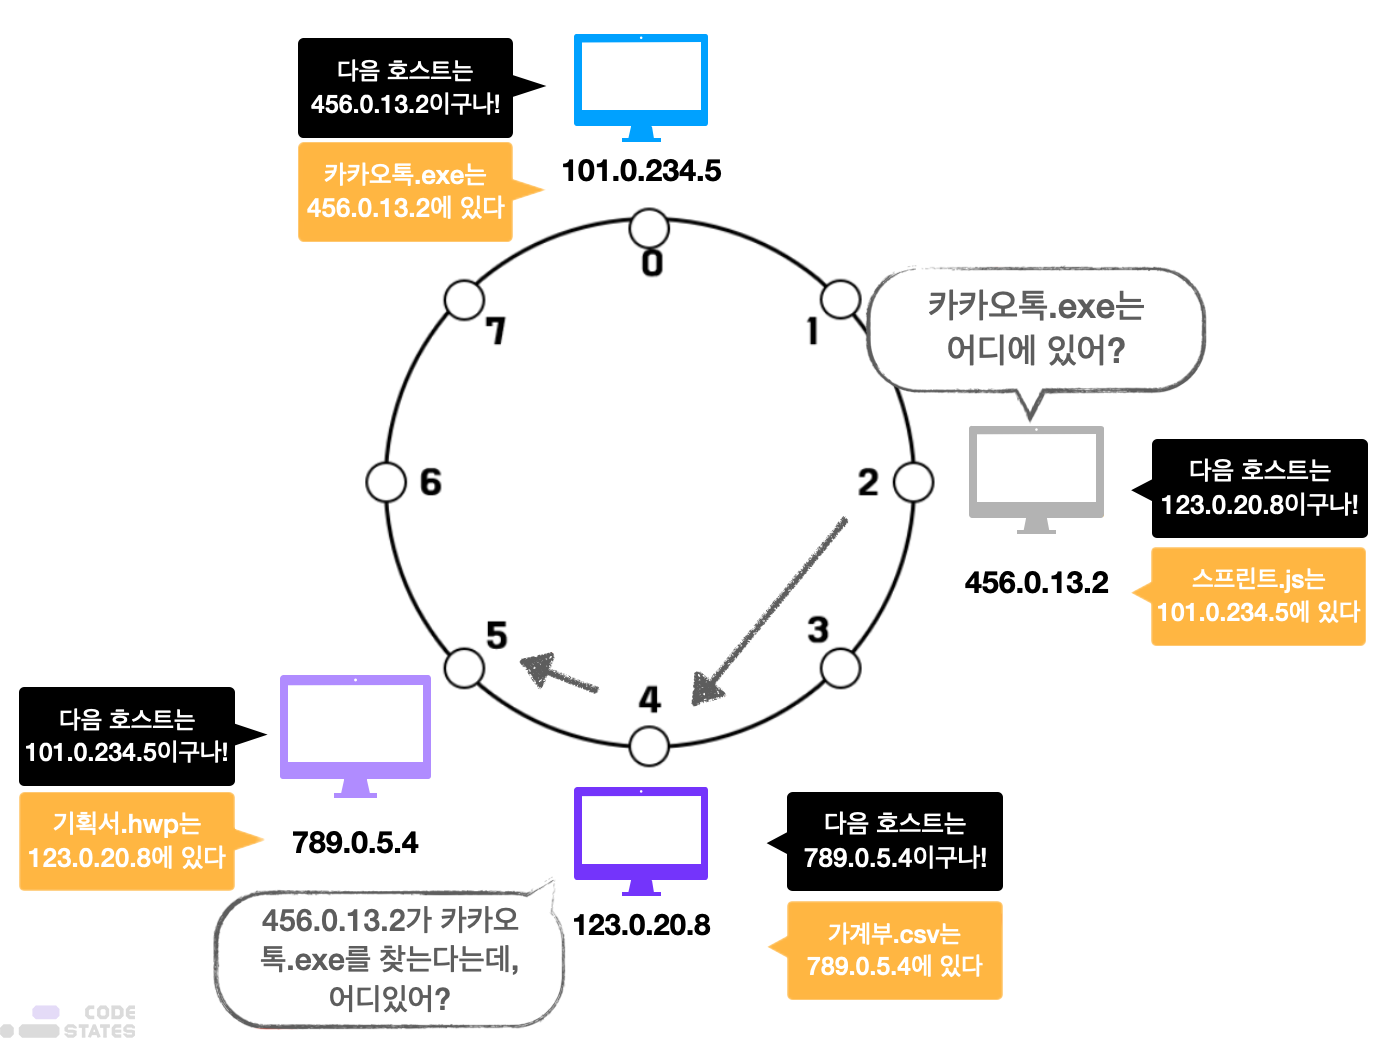 다음 호스트는
456.0.13.2이구나!
카카오톡.exe는
456.0.13.2에 있다
101.0.234.5
0
1
2
3
4
5
6
7
카카오톡.exe는
어디에 있어?
456.0.13.2
다음 호스트는
123.0.20.8이구나!
스프린트.js는
101.0.234.5에 있다
다음 호스트는
101.0.234.5이구나!
기획서.hwp는
123.0.20.8에 있다
789.0.5.4
123.0.20.8
다음 호스트는
789.0.5.4이구나!
가계부.csv는
789.0.5.4에 있다
456.0.13.2가 카카오
톡.exe를 찾는다는데,
어디있어?
CODE
STATES